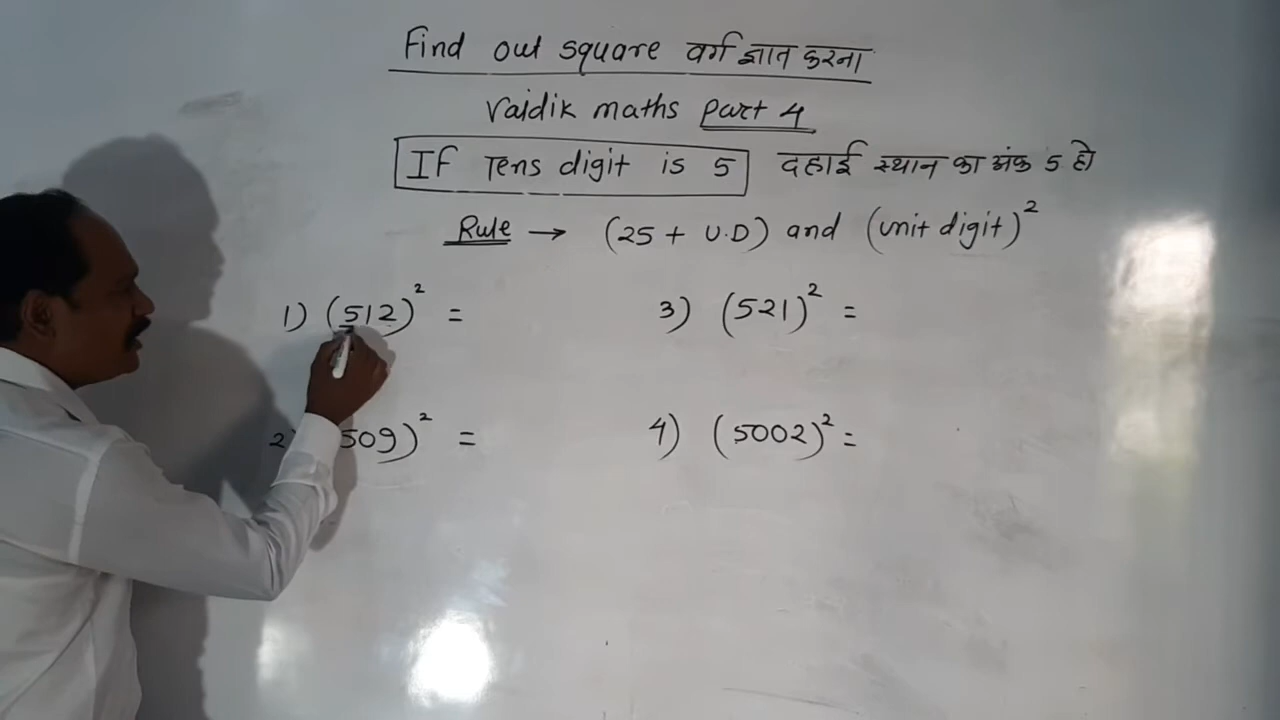 Find out square वर्ग ज्ञात करना
Vaidik maths part 4
If Tens digit is 5 दहाई स्थान का अंक 5 हो
Rule → (25 + U.D) and (unit digit)²
1) (512)² =
3) (521)² =
2) 509)² =
4) (5002)² =